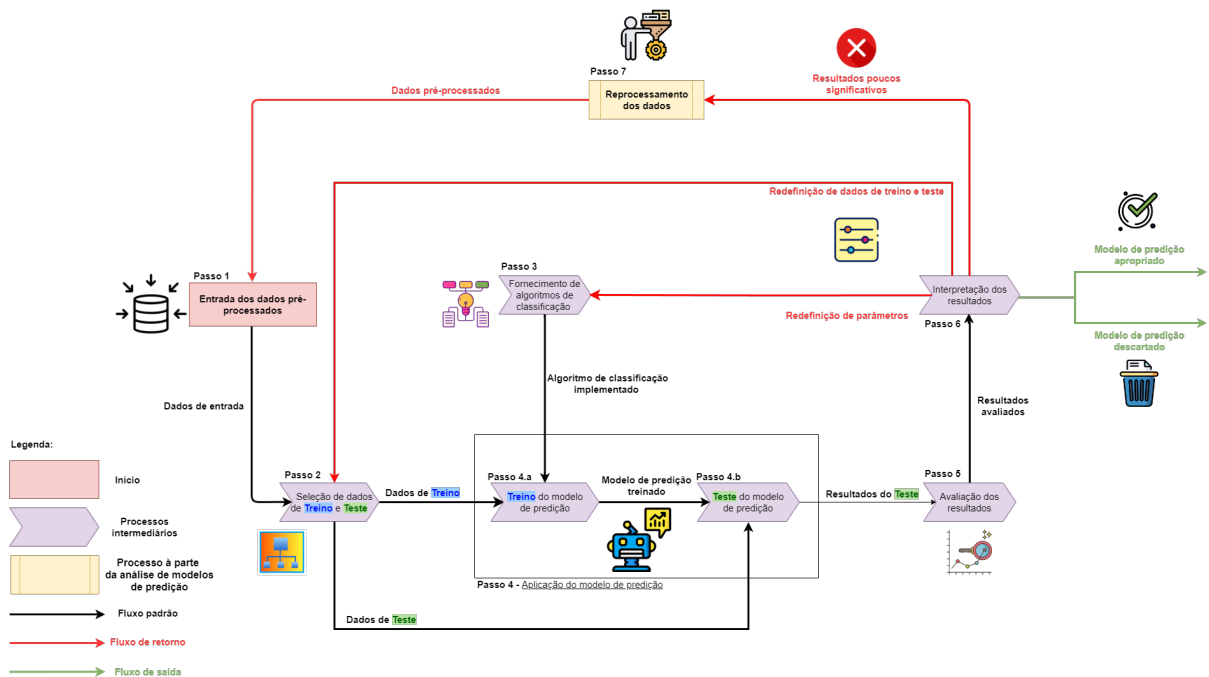 Passo 7
Reprocessamento
dos dados
Dados pré-processados
Resultados poucos
significativos
Redefinição de dados de treino e teste
Passo 1
Entrada dos dados pré-
processados
Passo 3
Fornecimento de
algoritmos de
classificação
Redefinição de parâmetros
Interpretação dos
resultados
Passo 6
Modelo de predição
apropriado
Modelo de predição
descartado
Dados de entrada
Algoritmo de classificação
implementado
Resultados
avaliados
Passo 2
Seleção de dados
de Treino e Teste
Dados de Treino
Passo 4.a
Treino do modelo
de predição
Modelo de predição
treinado
Passo 4.b
Teste do modelo
de predição
Resultados do Teste
Passo 5
Avaliação dos
resultados
Passo 4 - Aplicação do modelo de predição
Dados de Teste
Legenda:
Início
Processos
intermediários
Processo à parte
da análise de modelos
de predição
Fluxo padrão
Fluxo de retorno
Fluxo de saída